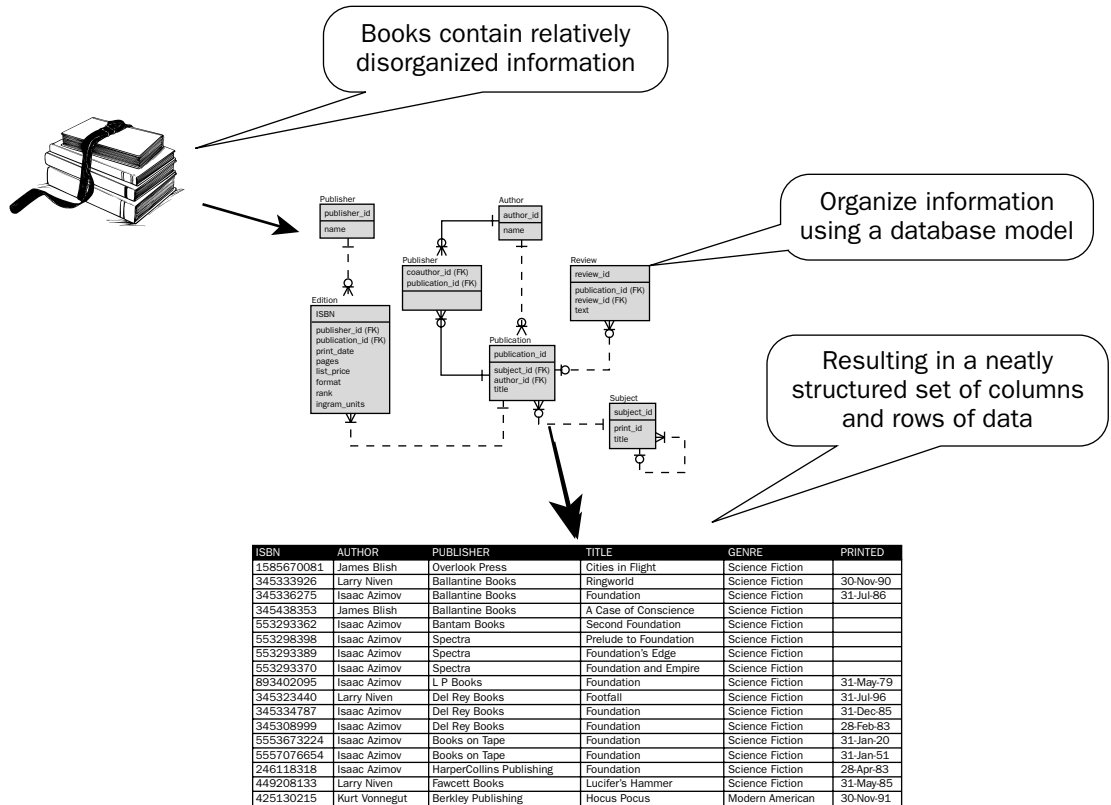 Books contain relatively
disorganized information
Organize information
using a database model
Resulting in a neatly
structured set of columns
and rows of data
Publisher
publisher_id
name
Author
author_id
name
Publisher
coauthor_id (FK)
publication_id (FK)
Review
review_id
publication_id (FK)
review_id (FK)
text
Edition
ISBN
publisher_id (FK)
publication_id (FK)
print_date
pages
list_price
format
rank
ingram_units
Publication
publication_id
subject_id (FK)
author_id (FK)
title
Subject
subject_id
print_id
title
ISBN AUTHOR PUBLISHER TITLE GENRE PRINTED
1585670081 James Blish Overlook Press Cities in Flight Science Fiction
345333926 Larry Niven Ballantine Books Ringworld Science Fiction 30-Nov-90
345336275 Isaac Azimov Ballantine Books Foundation Science Fiction 31-Jul-86
345438353 James Blish Ballantine Books A Case of Conscience Science Fiction
553293362 Isaac Azimov Bantam Books Second Foundation Science Fiction
553298398 Isaac Azimov Spectra Prelude to Foundation Science Fiction
553293389 Isaac Azimov Spectra Foundation's Edge Science Fiction
553293370 Isaac Azimov Spectra Foundation and Empire Science Fiction
893402095 Isaac Azimov L P Books Foundation Science Fiction 31-May-79
345323440 Larry Niven Del Rey Books Footfall Science Fiction 31-Jul-96
345334787 Isaac Azimov Del Rey Books Foundation Science Fiction 31-Dec-85
345308999 Isaac Azimov Del Rey Books Foundation Science Fiction 28-Feb-83
5553673224 Isaac Azimov Books on Tape Foundation Science Fiction 31-Jan-20
5557076654 Isaac Azimov Books on Tape Foundation Science Fiction 31-Jan-51
246118318 Isaac Azimov HarperCollins Publishing Foundation Science Fiction 28-Apr-83
449208133 Larry Niven Fawcett Books Lucifer's Hammer Science Fiction 31-May-85
425130215 Kurt Vonnegut Berkley Publishing Hocus Pocus Modern American 30-Nov-91